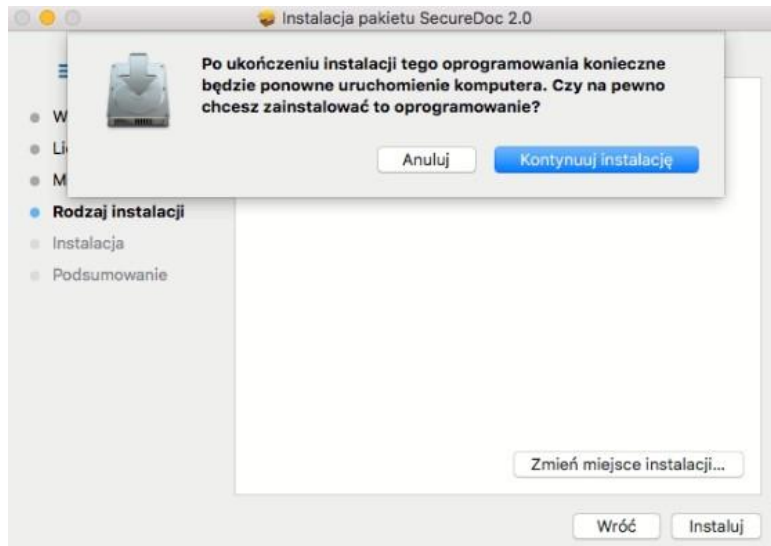 Instalacja pakietu SecureDoc 2.0
Po ukończeniu instalacji tego oprogramowania konieczne
będzie ponowne uruchomienie komputera. Czy na pewno
chcesz zainstalować to oprogramowanie?
Anuluj
Kontynuuj instalację
Rodzaj instalacji
Instalacja
Podsumowanie
Zmień miejsce instalacji...
Wróć
Instaluj